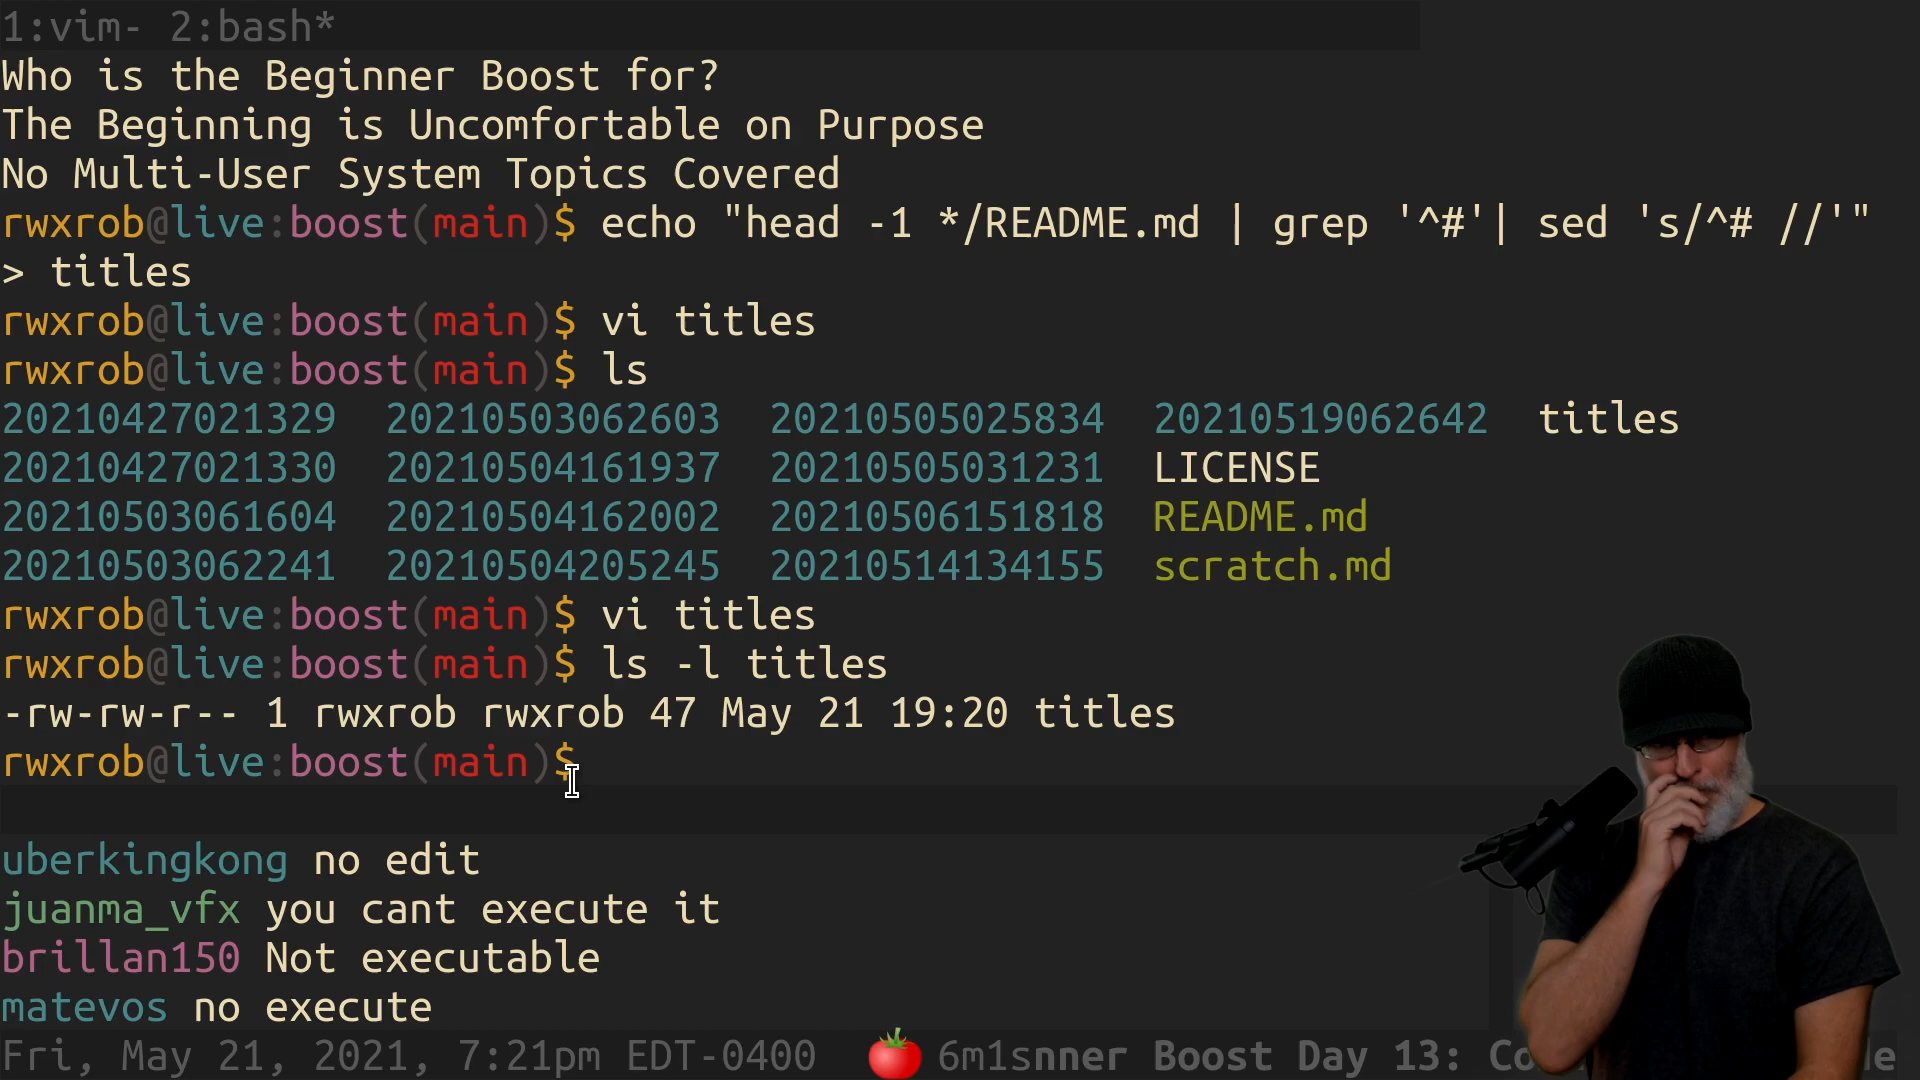 1:vim- 2:bash*
Who is the Beginner Boost for?
The Beginning is Uncomfortable on Purpose
No Multi-User System Topics Covered
rwxrob@live:boost(main)$ echo "head -1 */README.md | grep '^#'| sed 's/^# //'"
> titles
rwxrob@live:boost(main)$ vi titles
rwxrob@live:boost(main)$ ls
20210427021329 20210503062603 20210505025834 20210519062642 titles
20210427021330 20210504161937 20210505031231 LICENSE
20210503061604 20210504162002 20210506151818 README.md
20210503062241 20210504205245 20210514134155 scratch.md
rwxrob@live:boost(main)$ vi titles
rwxrob@live:boost(main)$ ls -l titles
-rw-rw-r-- 1 rwxrob rwxrob 47 May 21 19:20 titles
rwxrob@live:boost(main)$
uberkingkong no edit
juanma_vfx you cant execute it
brillan150 Not executable
matevos no execute
Fri, May 21, 2021, 7:21pm EDT-0400 🍅 6m1snner Boost Day 13: